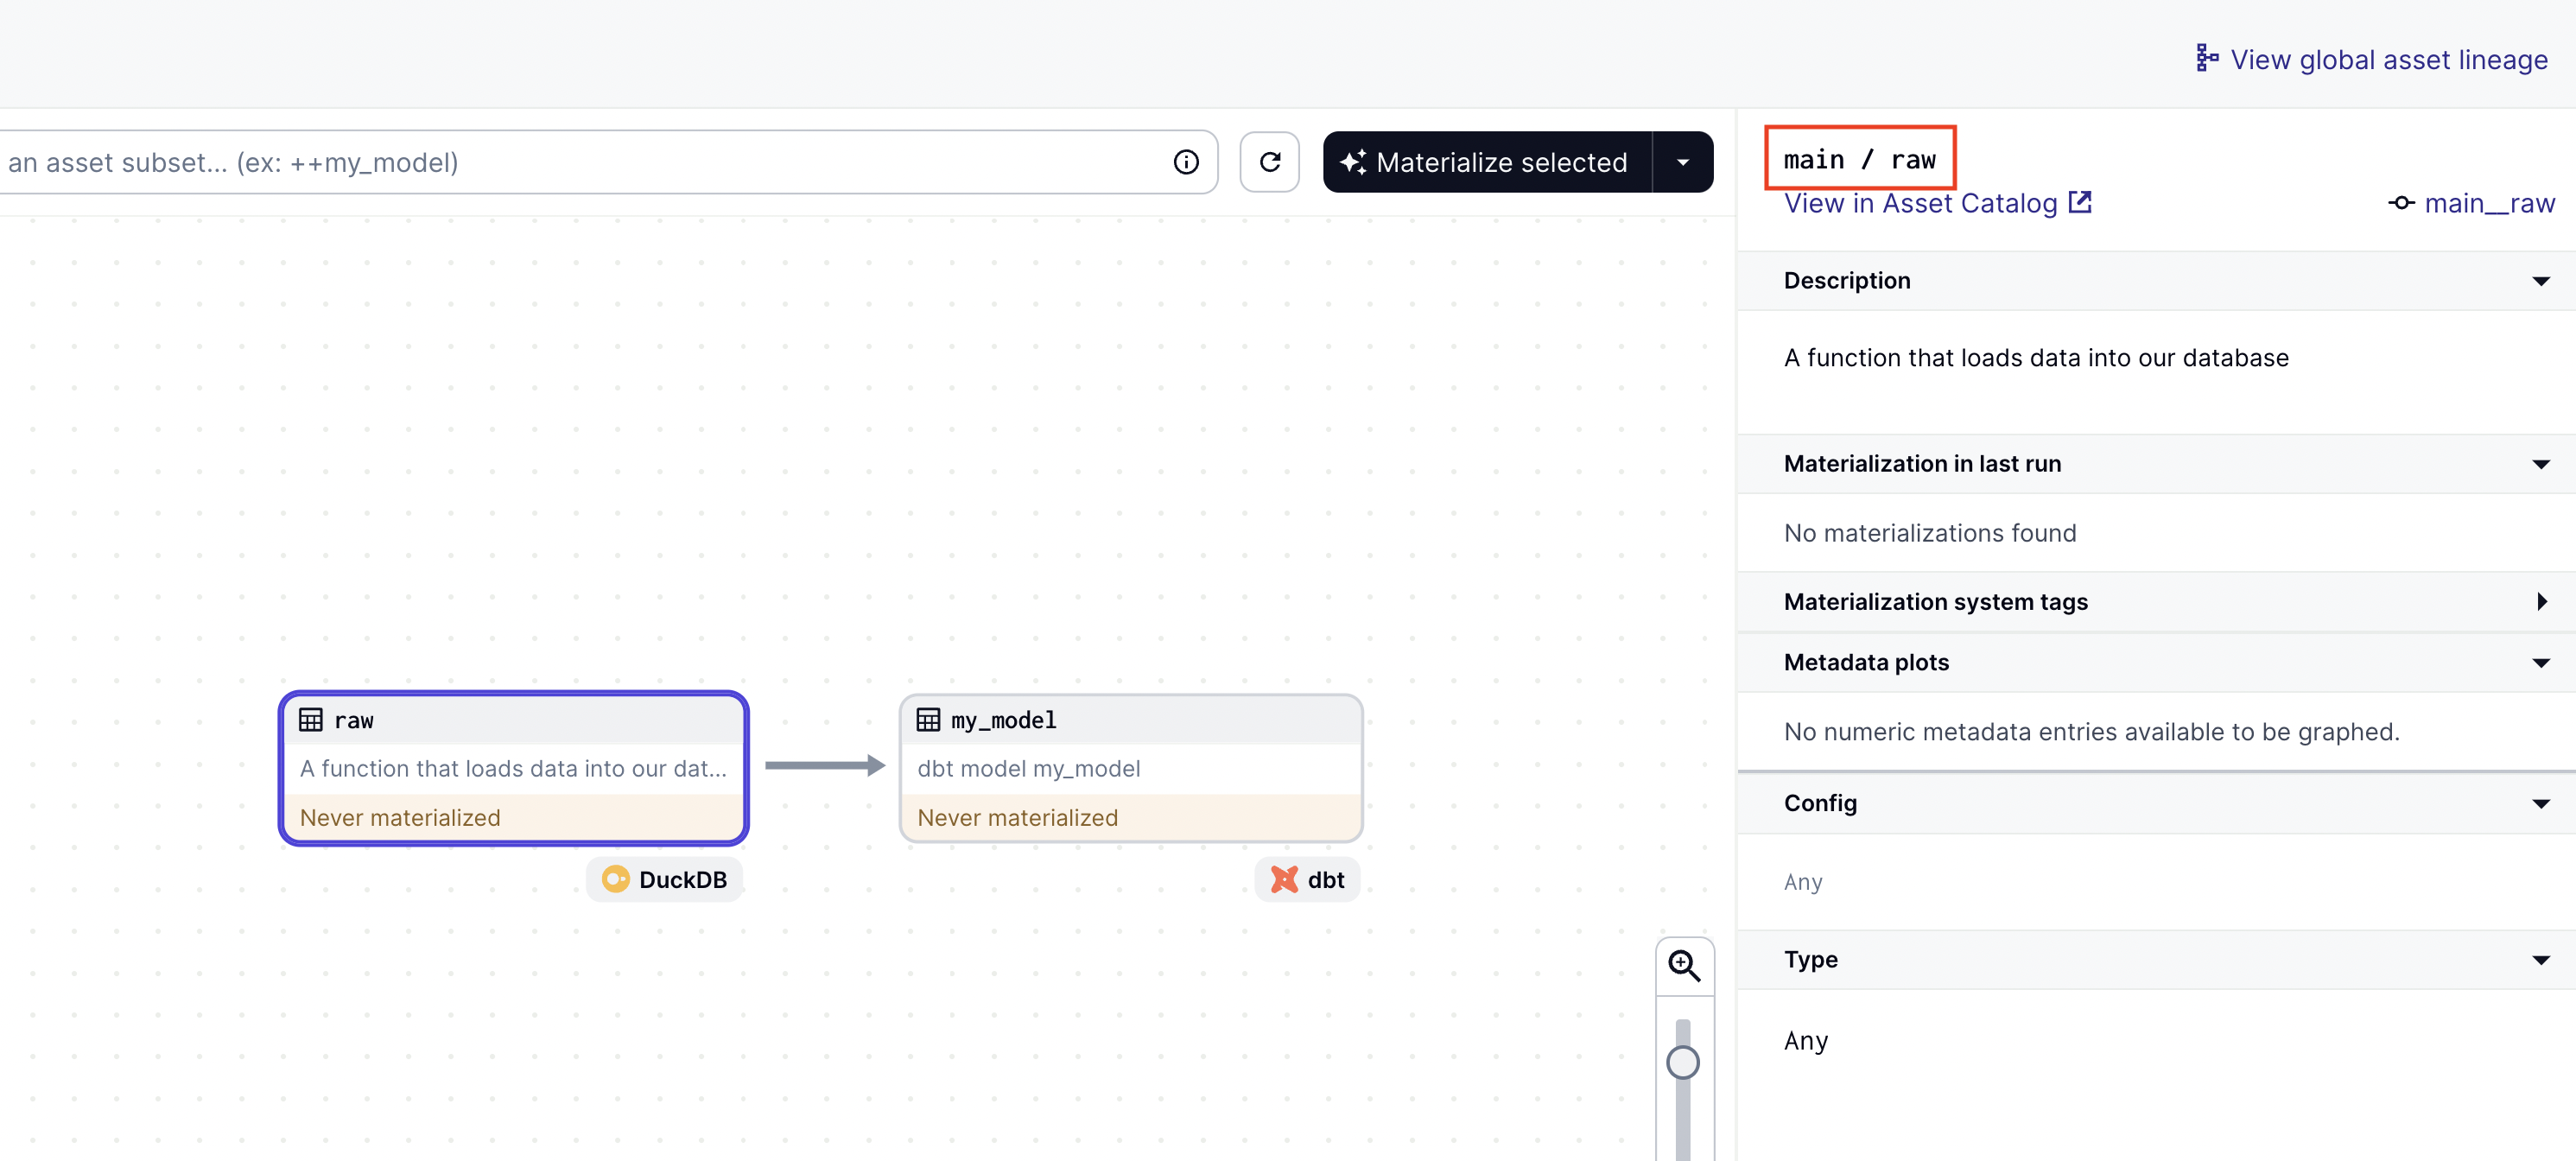 View global asset lineage
an asset subset... (ex: ++my_model)
Materialize selected
main / raw
View in Asset Catalog
main__raw
Description
A function that loads data into our database
Materialization in last run
No materializations found
Materialization system tags
Metadata plots
No numeric metadata entries available to be graphed.
Config
Any
Type
Any
raw
A function that loads data into our dat...
Never materialized
DuckDB
my_model
dbt model my_model
Never materialized
dbt